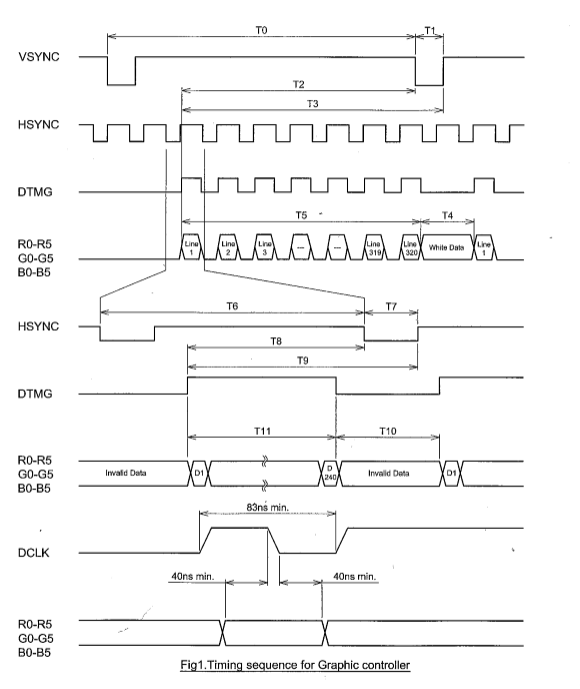 T0
T1
VSYNC
T2
T3
HSYNC
DTMG
T5
T4
R0-R5
G0-G5
B0-B5
Line 1
Line 2
Line 3
---
---
Line 319
Line 320
White Data
Line 1
T6
T7
HSYNC
T8
T9
DTMG
T11
T10
R0-R5
G0-G5
B0-B5
Invalid Data
D1
D 240
Invalid Data
D1
83ns min.
DCLK
40ns min.
40ns min.
R0-R5
G0-G5
B0-B5
Fig1.Timing sequence for Graphic controller